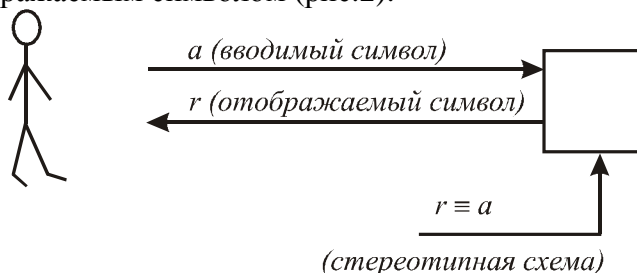 ражаемым символом (рис.2).
a (вводимый символ)
r (отображаемый символ)
r ≡ a
(стереотипная схема)